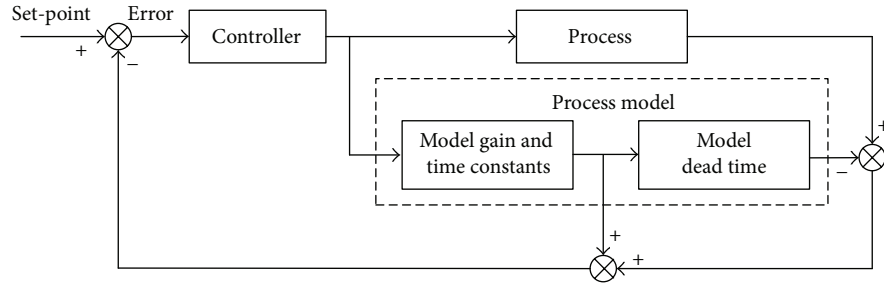 Set-point
Error
+
−
Controller
Process
Process model
Model gain and
time constants
Model
dead time
+
−
+
+